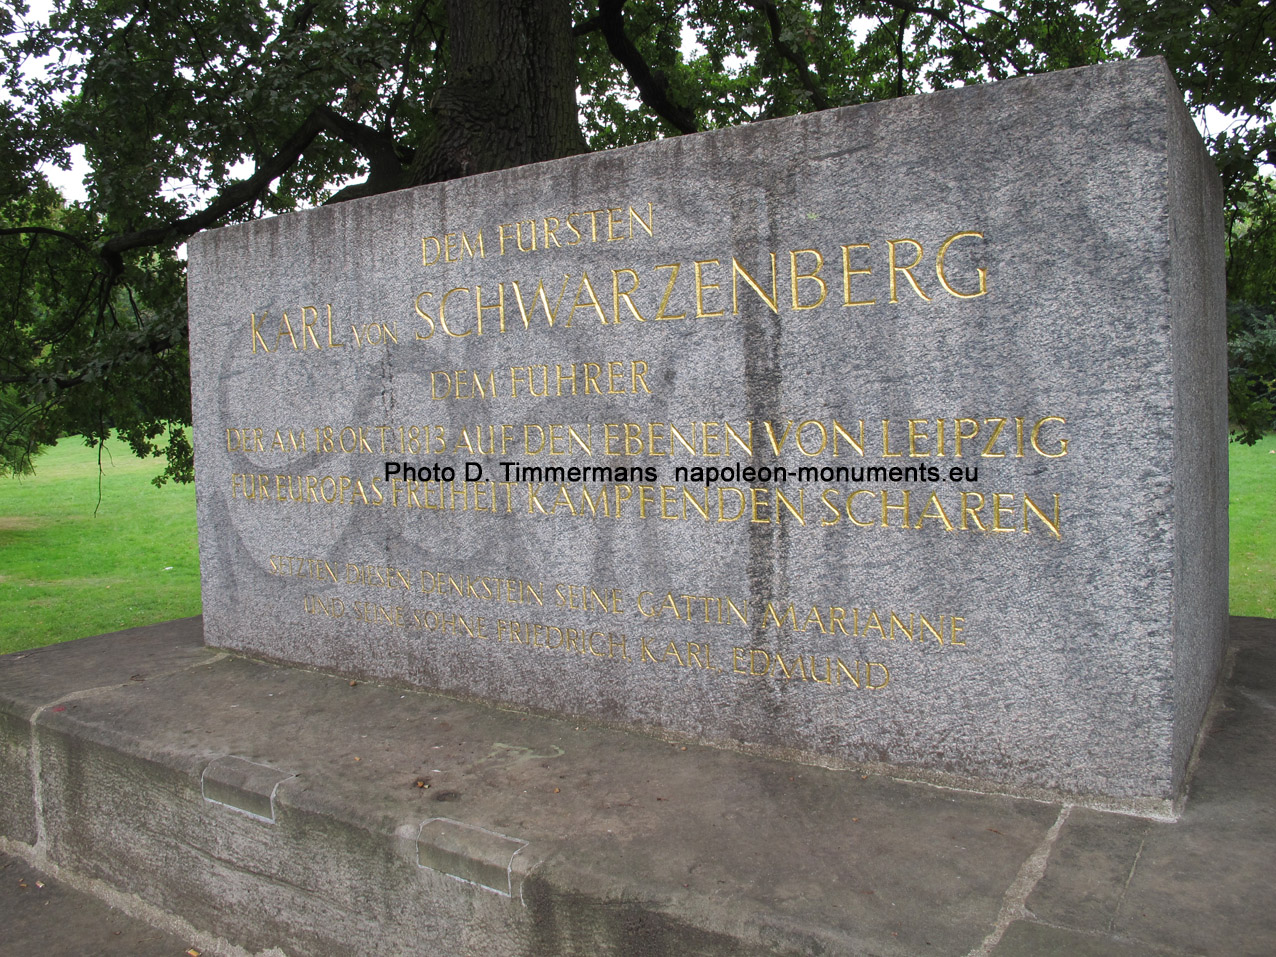 DEM FÜRSTEN
KARL VON SCHWARZENBERG
DEM FÜHRER
DER AM 18. OKT. 1813 AUF DEN EBENEN VON LEIPZIG
FÜR EUROPAS FREIHEIT KÄMPFENDEN SCHAREN
SETZTEN DIESEN DENKSTEIN SEINE GATTIN MARIANNE
UND SEINE SÖHNE FRIEDRICH, KARL, EDMUND
Photo D. Timmermans napoleon-monuments.eu